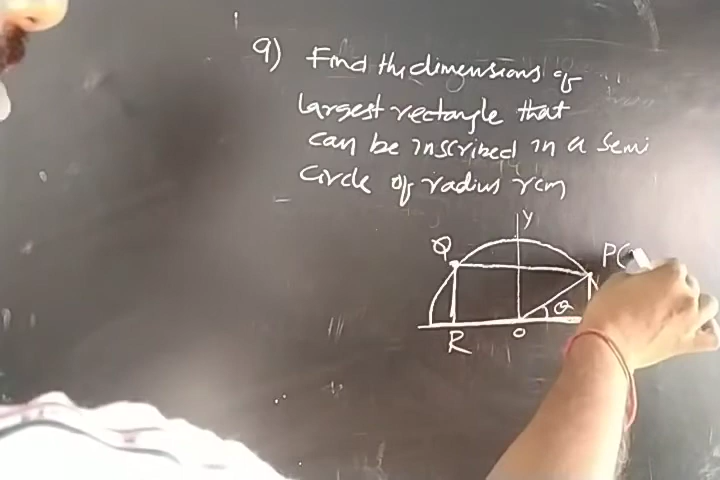 9) Find the dimensions of
largest rectangle that
can be inscribed in a semi
circle of radius r cm
Y
Q
P(
θ
R
O